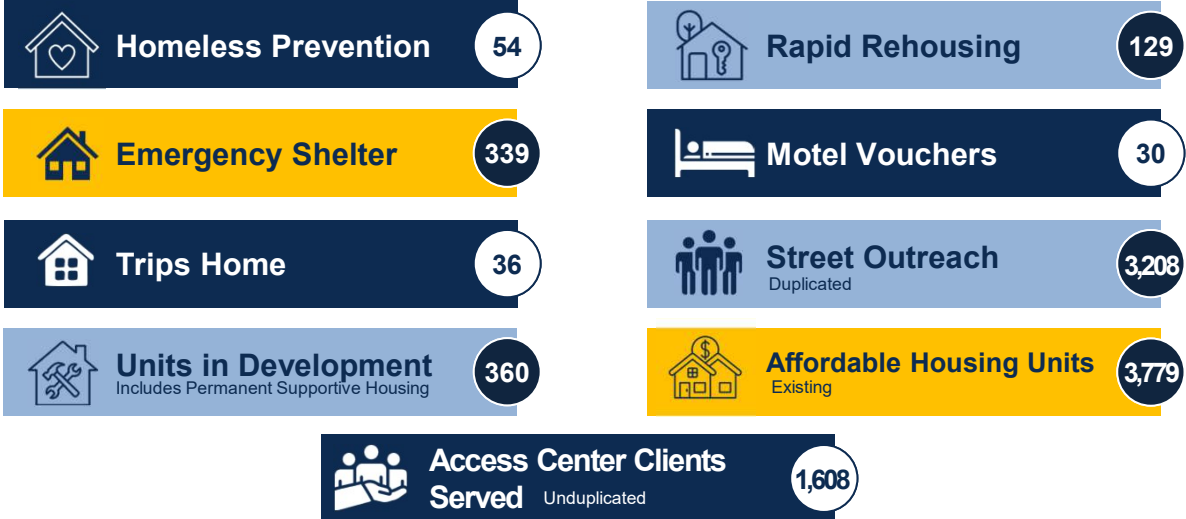 Homeless Prevention 54
Rapid Rehousing 129
Emergency Shelter 339
Motel Vouchers 30
Trips Home 36
Street Outreach 3,208
Duplicated
Units in Development 360
Includes Permanent Supportive Housing
$
Affordable Housing Units 3,779
Existing
Access Center Clients
Served Unduplicated 1,608